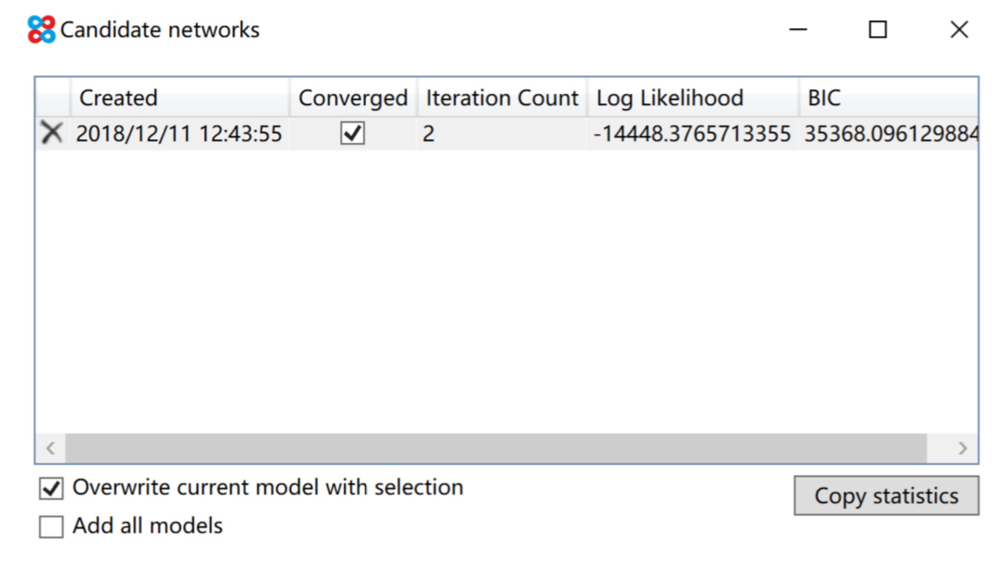 Candidate networks
Created Converged Iteration Count Log Likelihood BIC
2018/12/11 12:43:55 2 -14448.3765713355 35368.096129884
Overwrite current model with selection
Copy statistics
Add all models